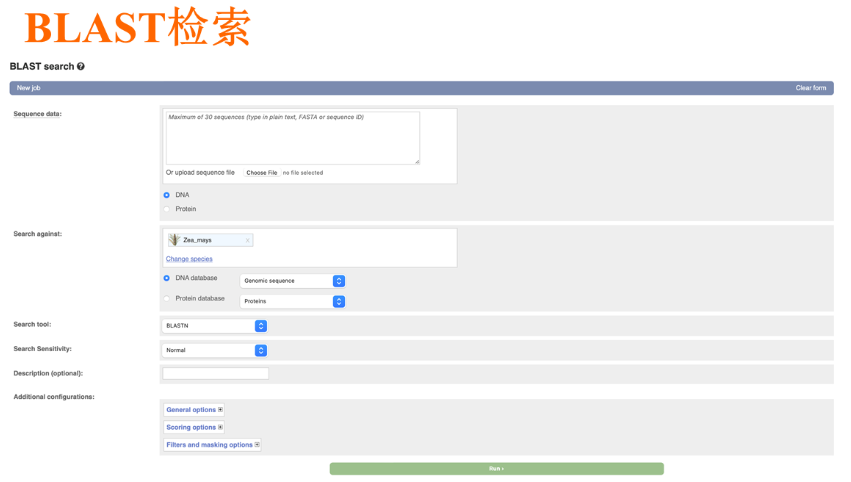 BLAST检索
BLAST search ?
New job Clear form
Sequence data:
Maximum of 30 sequences (type in plain text, FASTA or sequence ID)
Or upload sequence file Choose File no file selected
DNA
Protein
Search against:
Zea_mays ×
Change species
DNA database Genomic sequence
Protein database Proteins
Search tool: BLASTN
Search Sensitivity: Normal
Description (optional):
Additional configurations:
General options
Scoring options
Filters and masking options
Run ›